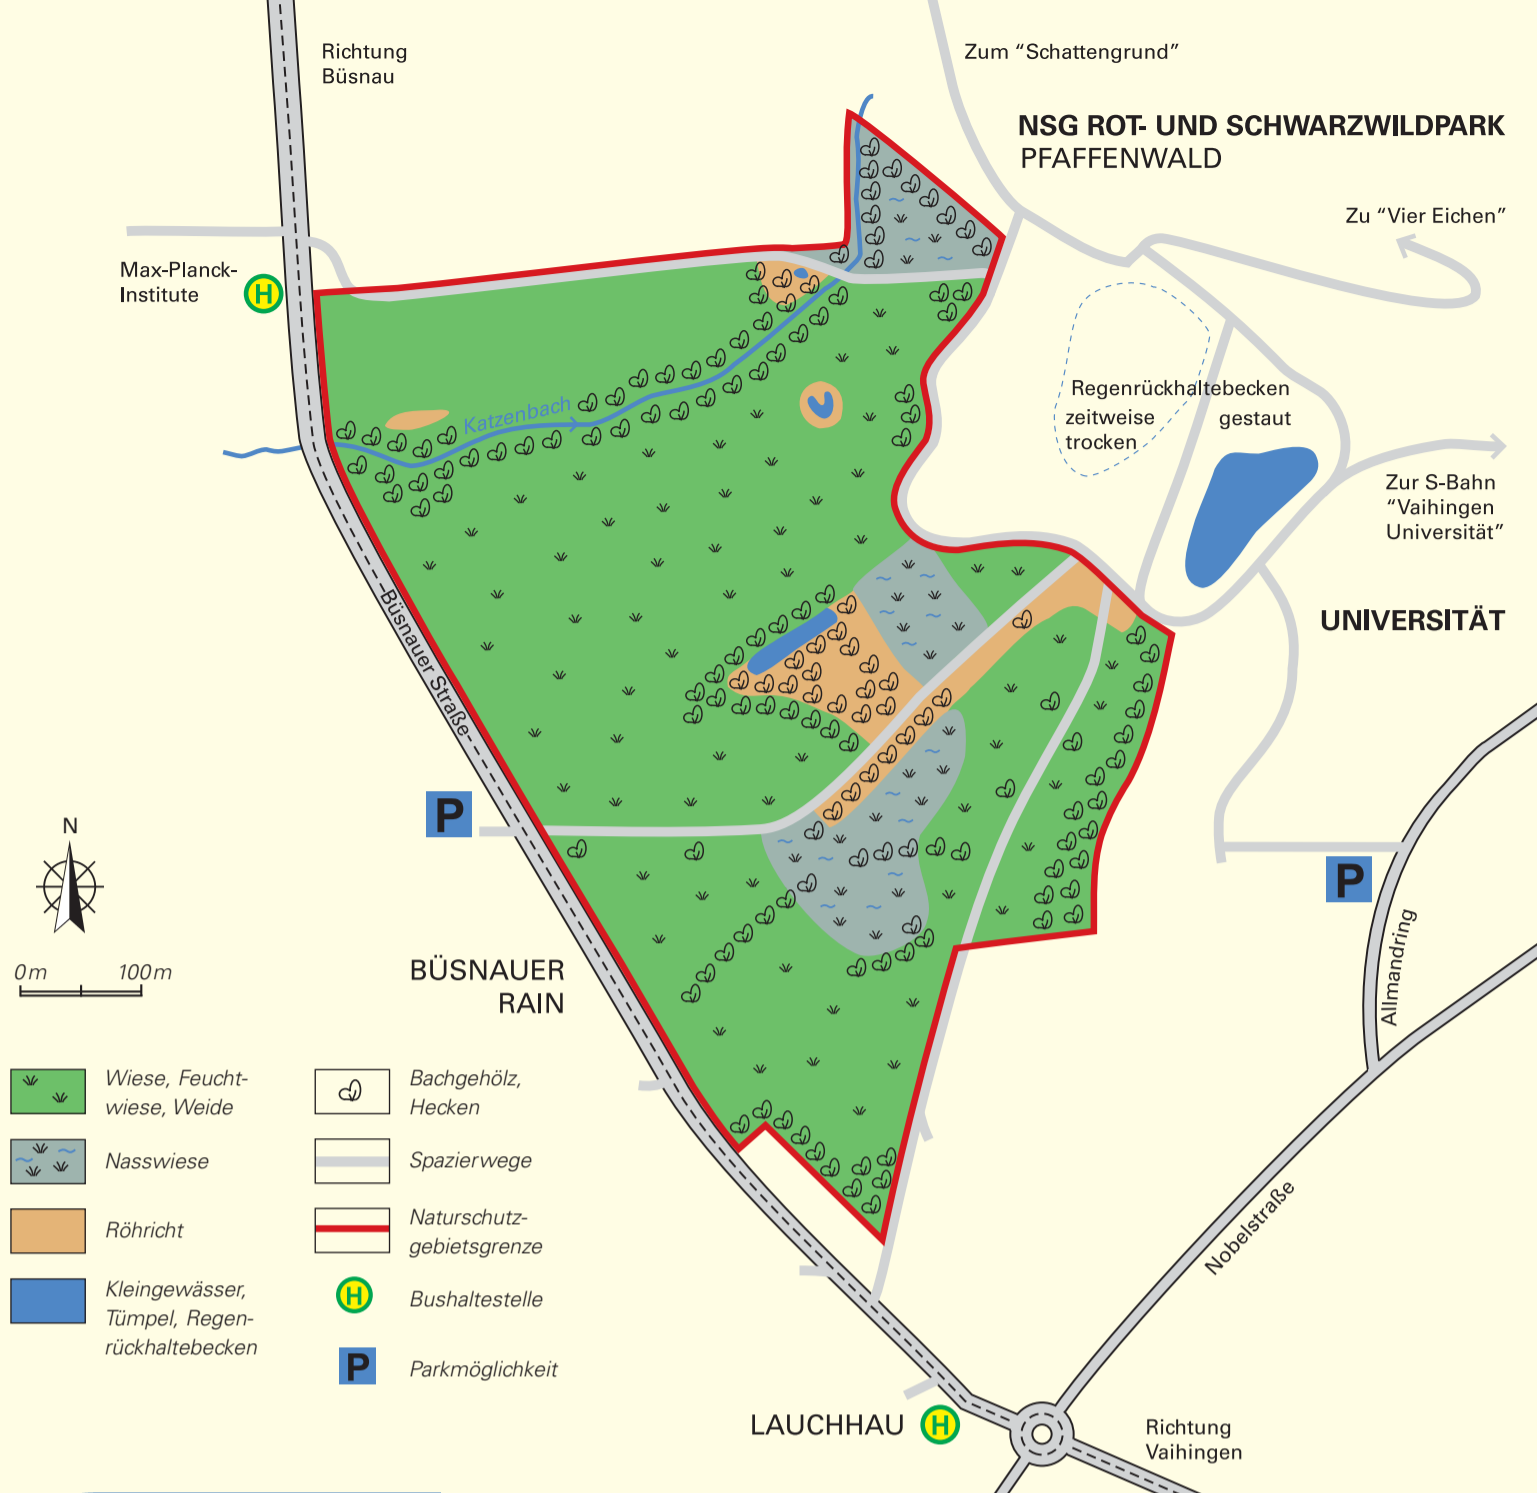 Richtung
Büsnau
Zum “Schattengrund”
NSG ROT- UND SCHWARZWILDPARK
PFAFFENWALD
Zu “Vier Eichen”
Max-Planck-
Institute
H
Katzenbach
Regenrückhaltebecken
zeitweise
trocken
gestaut
Zur S-Bahn
“Vaihingen
Universität”
UNIVERSITÄT
Büsnauer Straße
P
P
N
0m
100m
BÜSNAUER
RAIN
Allmandring
Nobelstraße
Wiese, Feucht-
wiese, Weide
Nasswiese
Röhricht
Kleingewässer,
Tümpel, Regen-
rückhaltebecken
Bachgehölz,
Hecken
Spazierwege
Naturschutz-
gebietsgrenze
H
Bushaltestelle
P
Parkmöglichkeit
LAUCHHAU
H
Richtung
Vaihingen